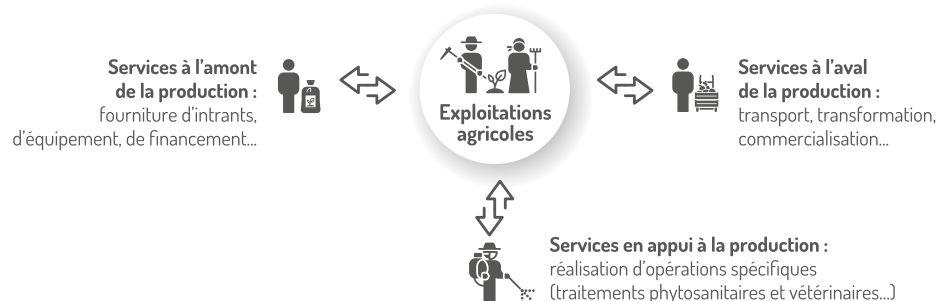 Services à l'amont
de la production :
fourniture d'intrants,
d'équipement, de financement...
Exploitations
agricoles
Services à l'aval
de la production :
transport, transformation,
commercialisation...
Services en appui à la production :
réalisation d'opérations spécifiques
(traitements phytosanitaires et vétérinaires...)